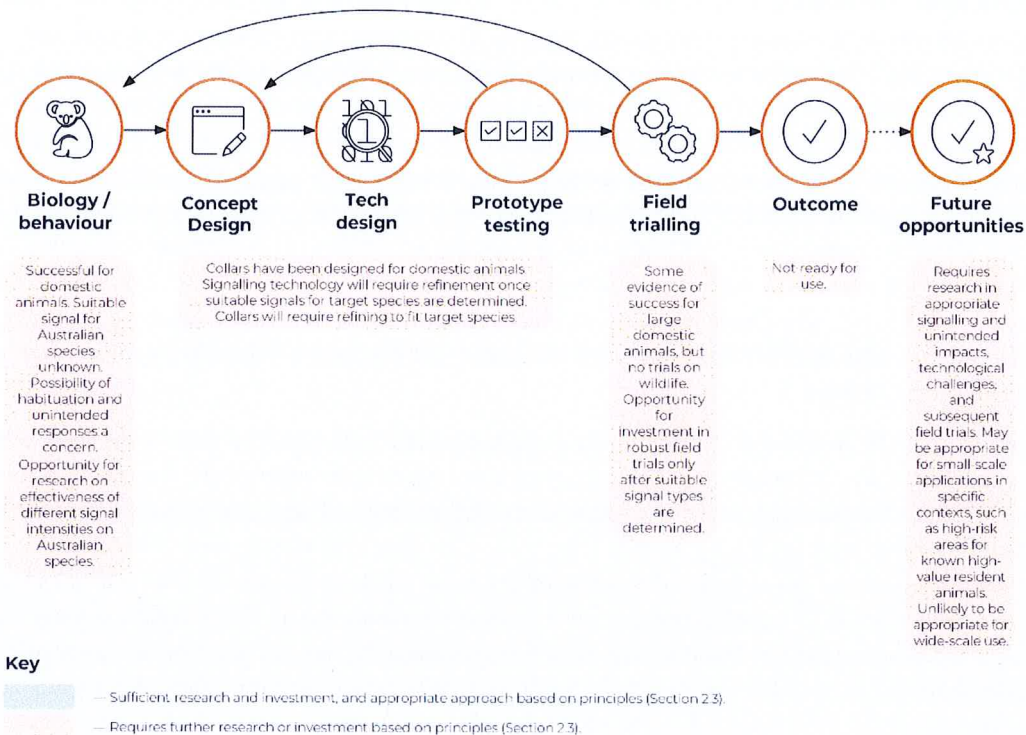 101
1
010
Biology /
behaviour
Concept
Design
Tech
design
Prototype
testing
Field
trialling
Outcome
Future
opportunities
Successful for
domestic
animals. Suitable
signal for
Australian
species
unknown.
Possibility of
habituation and
unintended
responses a
concern.
Opportunity for
research on
effectiveness of
different signal
intensities on
Australian
species.
Collars have been designed for domestic animals.
Signalling technology will require refinement once
suitable signals for target species are determined.
Collars will require refining to fit target species.
Some
evidence of
success for
large
domestic
animals, but
no trials on
wildlife.
Opportunity
for
investment in
robust field
trials only
after suitable
signal types
are
determined.
Not ready for
use.
Requires
research in
appropriate
signalling and
unintended
impacts,
technological
challenges,
and
subsequent
field trials. May
be appropriate
for small-scale
applications in
specific
contexts, such
as high-risk
areas for
known high-
value resident
animals.
Unlikely to be
appropriate for
wide-scale use.
Key
— Sufficient research and investment, and appropriate approach based on principles (Section 2.3).
— Requires further research or investment based on principles (Section 2.3).